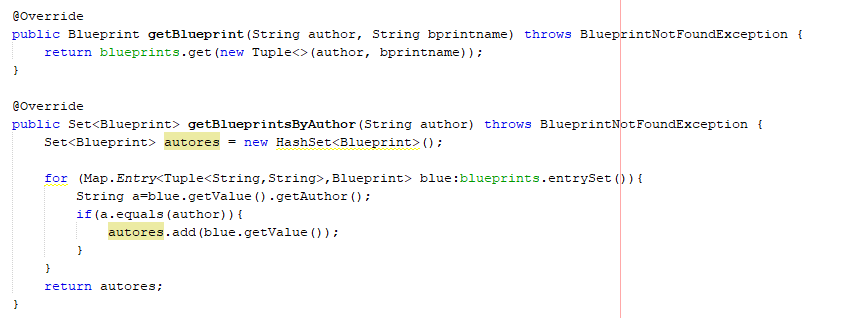 @Override
public Blueprint getBlueprint(String author, String bprintname) throws BlueprintNotFoundException {
    return blueprints.get(new Tuple<>(author, bprintname));
}

@Override
public Set<Blueprint> getBlueprintsByAuthor(String author) throws BlueprintNotFoundException {
    Set<Blueprint> autores = new HashSet<Blueprint>();

    for (Map.Entry<Tuple<String,String>,Blueprint> blue:blueprints.entrySet()){
        String a=blue.getValue().getAuthor();
        if(a.equals(author)){
            autores.add(blue.getValue());
        }
    }
    return autores;
}